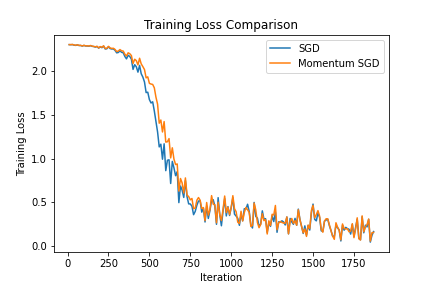 Training Loss Comparison
SGD
Momentum SGD
Training Loss
2.0
1.5
1.0
0.5
0.0
0 250 500 750 1000 1250 1500 1750
Iteration